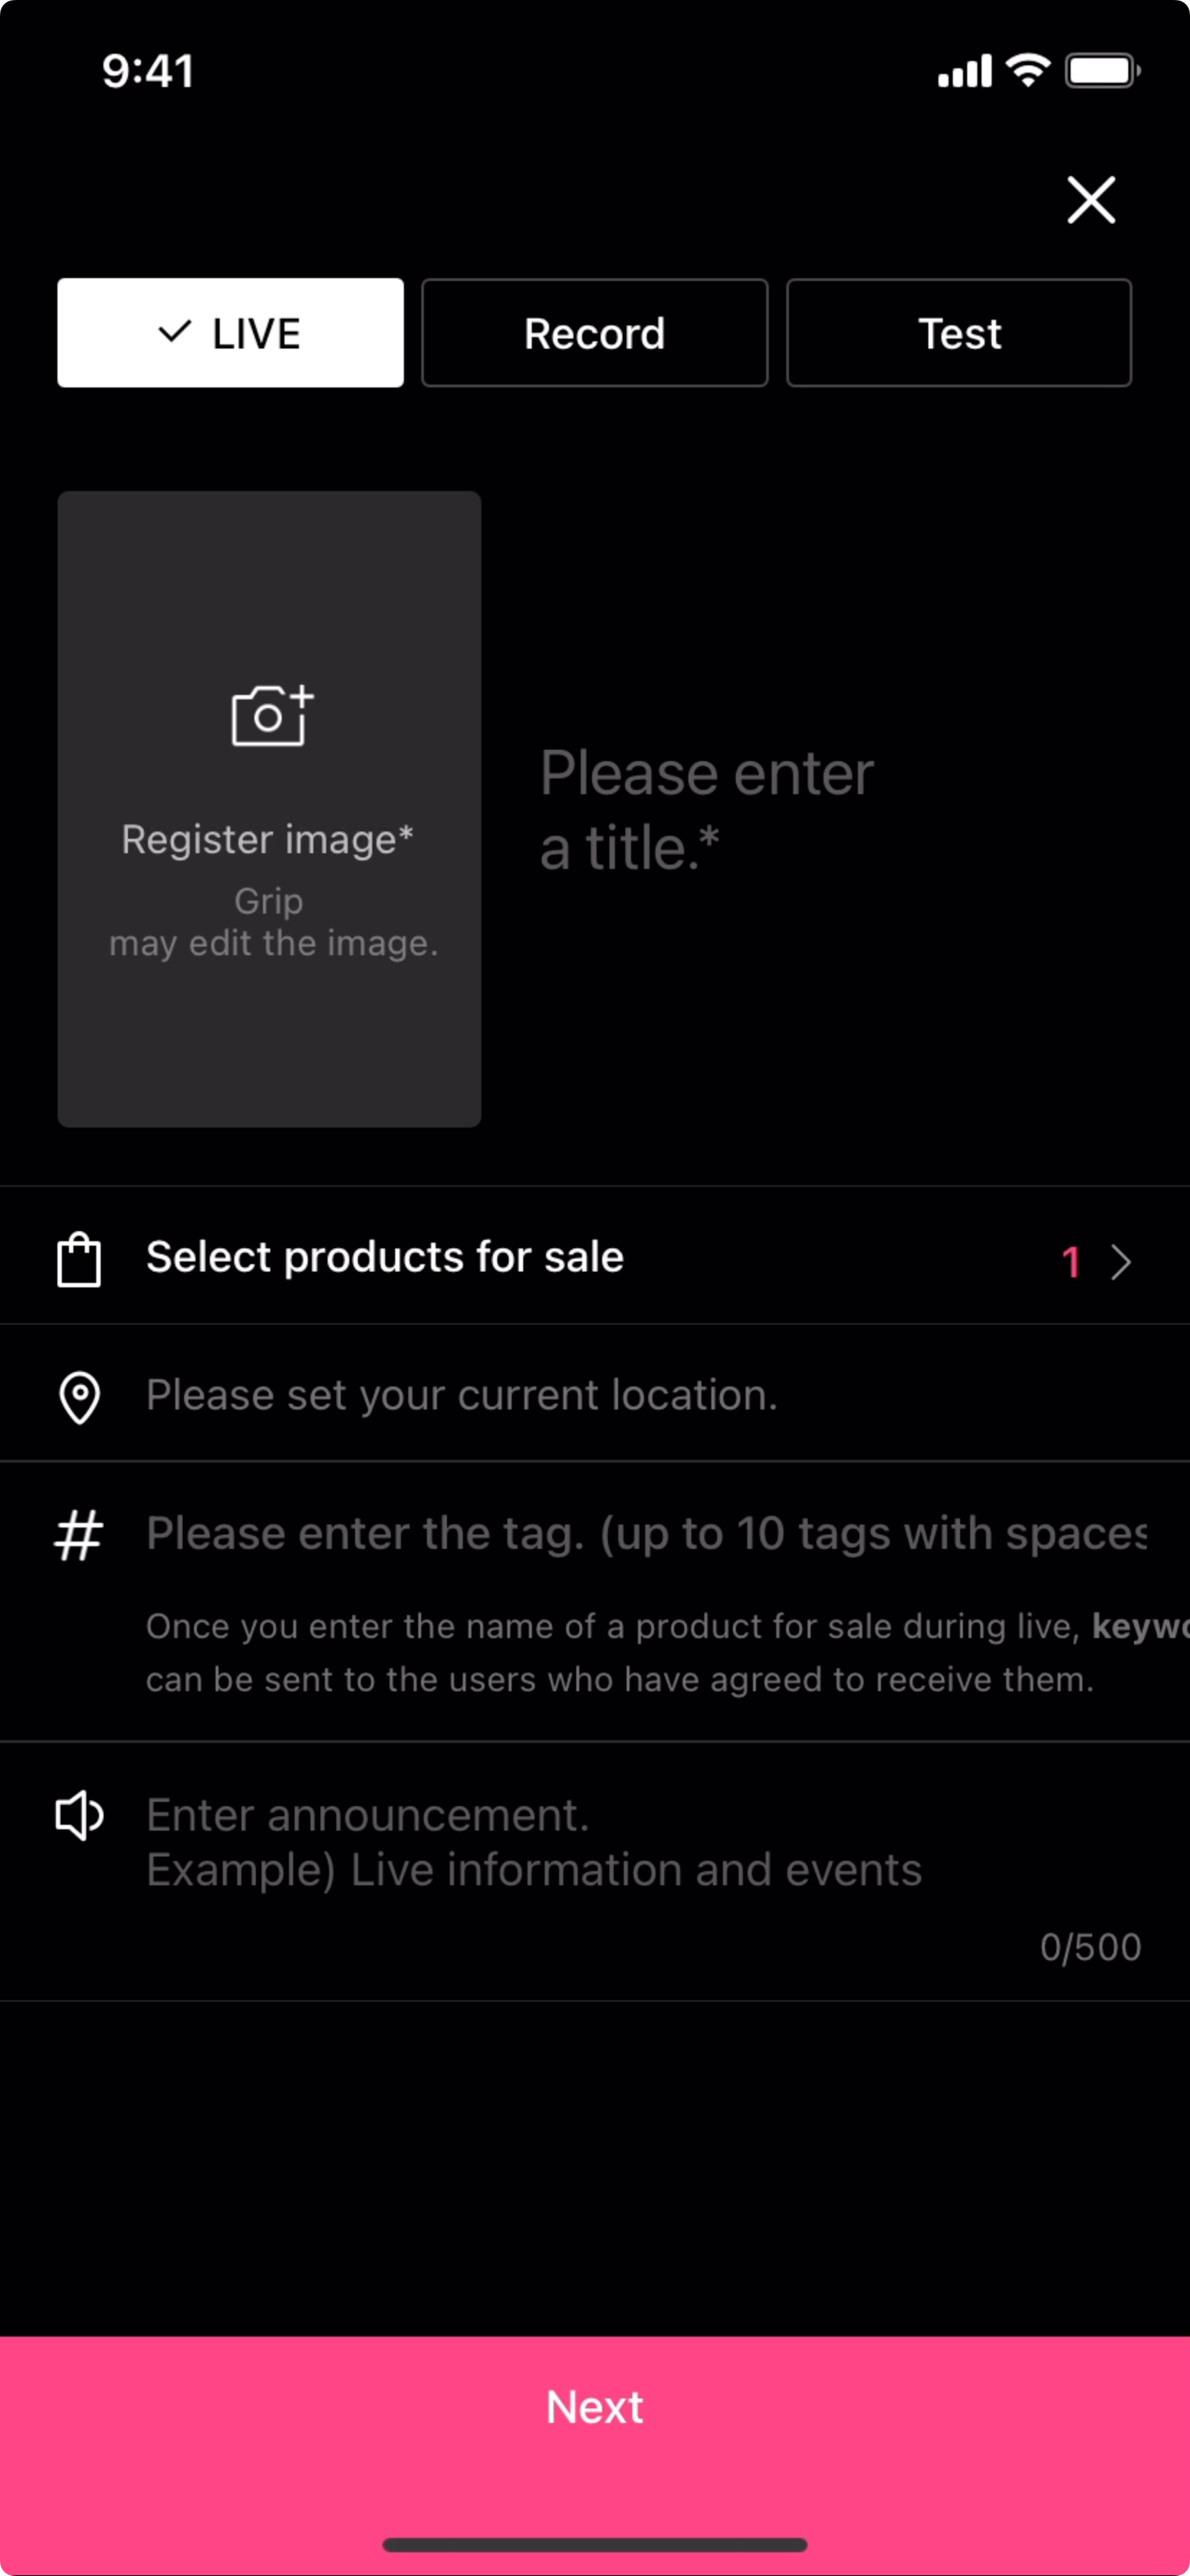 9:41
LIVE
Record
Test
Register image*
Grip
may edit the image.
Please enter
a title.*
Select products for sale
1
Please set your current location.
# Please enter the tag. (up to 10 tags with spaces
Once you enter the name of a product for sale during live,
can be sent to the users who have agreed to receive them.
Enter announcement.
Example) Live information and events
0/500
Next